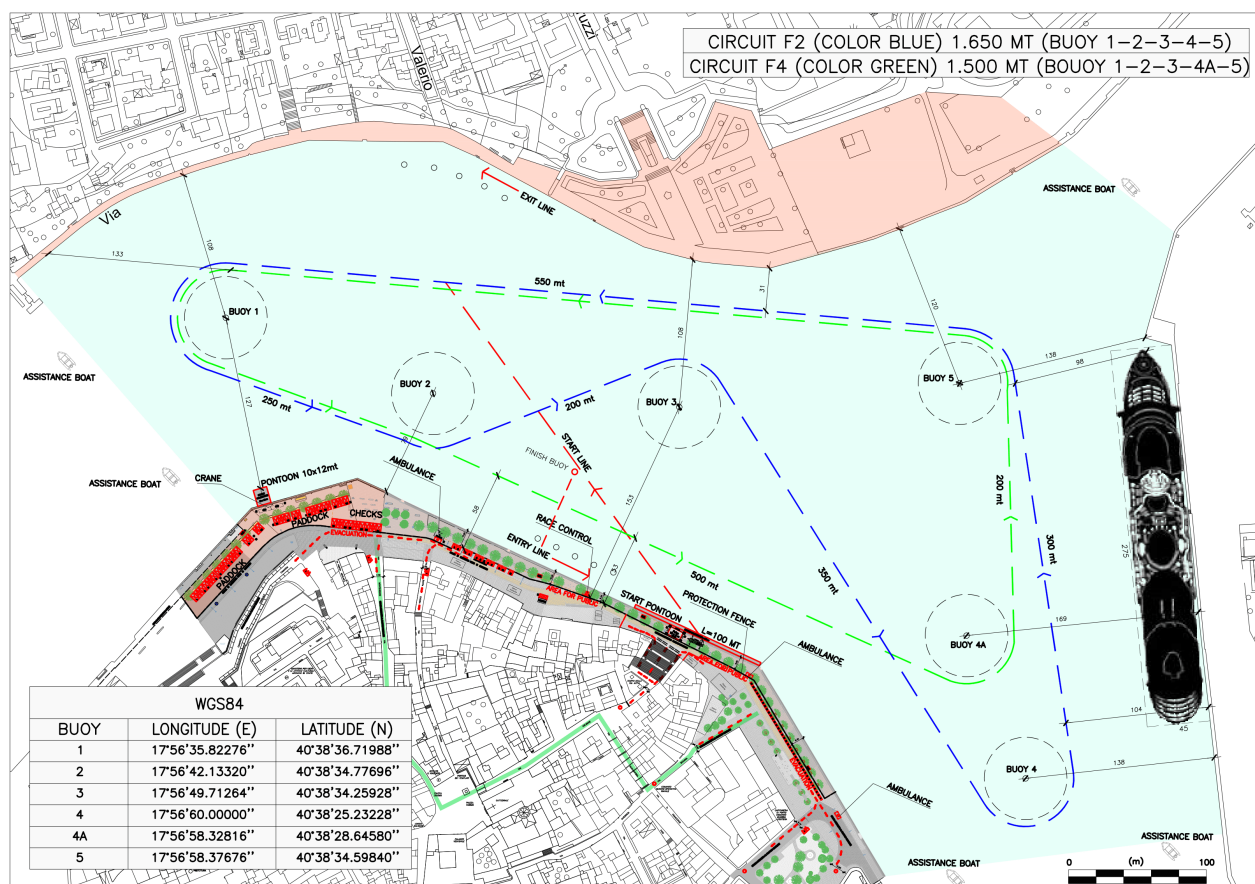 CIRCUIT F2 (COLOR BLUE) 1.650 MT (BUOY 1-2-3-4-5)
CIRCUIT F4 (COLOR GREEN) 1.500 MT (BOUOY 1-2-3-4A-5)
Valerio
Via
EXIT LINE
ASSISTANCE BOAT
108
133
31
120
550 mt
BUOY 1
108
138
98
BUOY 5
BUOY 2
BUOY 3
ASSISTANCE BOAT
250 mt
200 mt
127
START LINE
FINISH BUOY
AMBULANCE
PONTOON 10x12mt
CRANE
ASSISTANCE BOAT
153
58
200 mt
PADDOCK
CHECKS
RACE CONTROL
EVACUATION
ENTRY LINE
300 mt
275
500 mt
350 mt
PADDOCK
AREA FOR PUBLIC
START PONTOON
PROTECTION FENCE
L=100 MT
169
BUOY 4A
AMBULANCE
AREA FOR PUBLIC
104
45
BUOY 4
138
EVACUATION
AMBULANCE
ASSISTANCE BOAT
ASSISTANCE BOAT
0 (m) 100
WGS84
BUOY LONGITUDE (E) LATITUDE (N)
1 17°56'35.82276'' 40°38'36.71988''
2 17°56'42.13320'' 40°38'34.77696''
3 17°56'49.71264'' 40°38'34.25928''
4 17°56'60.00000'' 40°38'25.23228''
4A 17°56'58.32816'' 40°38'28.64580''
5 17°56'58.37676'' 40°38'34.59840''